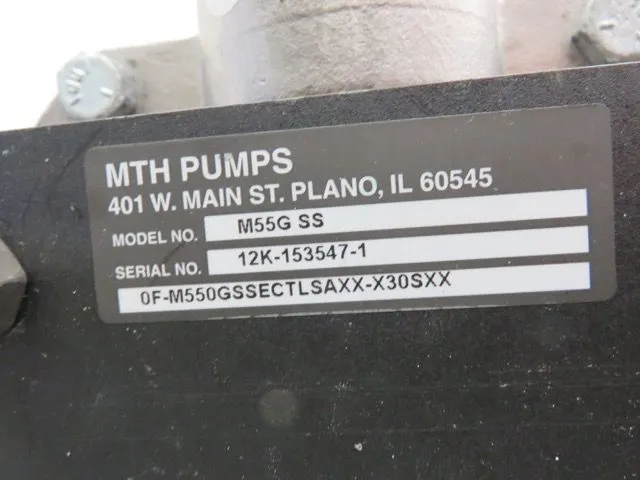 MTH PUMPS
401 W. MAIN ST. PLANO, IL 60545
MODEL NO. M55G SS
SERIAL NO. 12K-153547-1
0F-M550GSSECTLSAXX-X30SXX